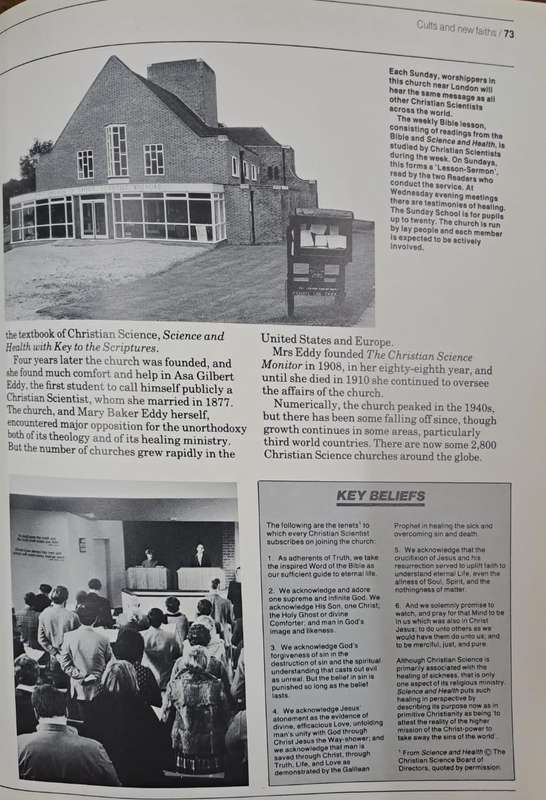 Cults and new faiths / 73
Each Sunday, worshippers in
this church near London will
hear the same message as all
other Christian Scientists
across the world.
The weekly Bible lesson,
consisting of readings from the
Bible and Science and Health, is
studied by Christian Scientists
during the week. On Sundays,
this forms a 'Lesson-Sermon',
read by the two Readers who
conduct the service. At
Wednesday evening meetings
there are testimonies of healing.
The Sunday School is for pupils
up to twenty. The church is run
by lay people and each member
is expected to be actively
involved.
the textbook of Christian Science, Science and
Health with Key to the Scriptures.
Four years later the church was founded, and
she found much comfort and help in Asa Gilbert
Eddy, the first student to call himself publicly a
Christian Scientist, whom she married in 1877.
The church, and Mary Baker Eddy herself,
encountered major opposition for the unorthodoxy
both of its theology and of its healing ministry.
But the number of churches grew rapidly in the
United States and Europe.
Mrs Eddy founded The Christian Science
Monitor in 1908, in her eighty-eighth year, and
until she died in 1910 she continued to oversee
the affairs of the church.
Numerically, the church peaked in the 1940s,
but there has been some falling off since, though
growth continues in some areas, particularly
third world countries. There are now some 2,800
Christian Science churches around the globe.
KEY BELIEFS
The following are the tenets¹ to
which every Christian Scientist
subscribes on joining the church:
1. As adherents of Truth, we take
the inspired Word of the Bible as
our sufficient guide to eternal life.
2. We acknowledge and adore
one supreme and infinite God. We
acknowledge His Son, one Christ;
the Holy Ghost or divine
Comforter; and man in God's
image and likeness.
3. We acknowledge God's
forgiveness of sin in the
destruction of sin and the spiritual
understanding that casts out evil
as unreal. But the belief in sin is
punished so long as the belief
lasts.
4. We acknowledge Jesus'
atonement as the evidence of
divine, efficacious Love, unfolding
man's unity with God through
Christ Jesus the Way-shower; and
we acknowledge that man is
saved through Christ, through
Truth, Life, and Love as
demonstrated by the Galilean
Prophet in healing the sick and
overcoming sin and death.
5. We acknowledge that the
crucifixion of Jesus and his
resurrection served to uplift faith to
understand eternal Life, even the
allness of Soul, Spirit, and the
nothingness of matter.
6. And we solemnly promise to
watch, and pray for that Mind to be
in us which was also in Christ
Jesus; to do unto others as we
would have them do unto us; and
to be merciful, just, and pure.
Although Christian Science is
primarily associated with the
healing of sickness, that is only
one aspect of its religious ministry.
Science and Health puts such
healing in perspective by
describing its purpose now as in
primitive Christianity as being 'to
attest the reality of the higher
mission of the Christ-power to
take away the sins of the world'.
¹ From Science and Health © The
Christian Science Board of
Directors, quoted by permission.